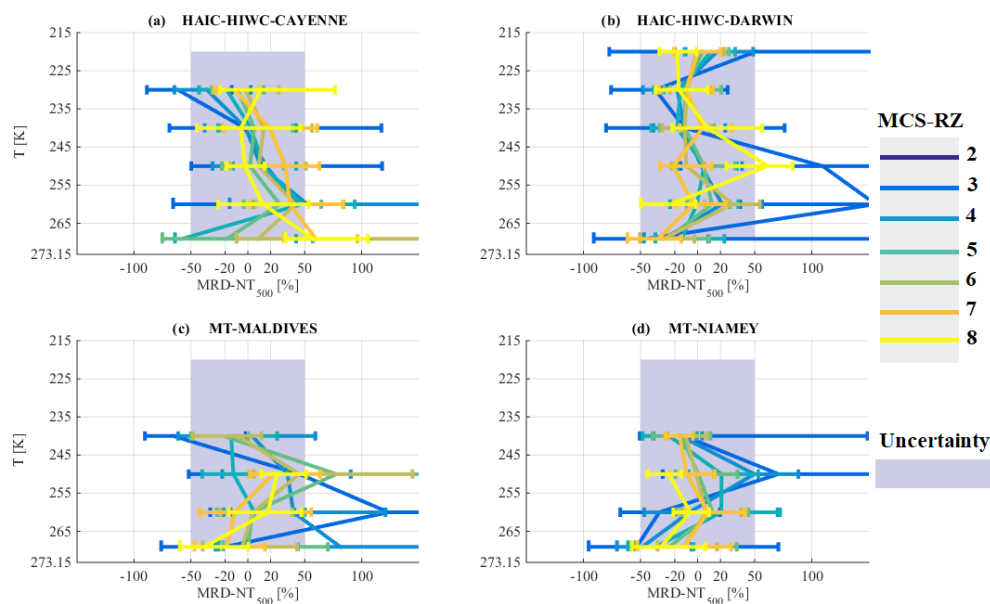 (a) HAIC-HIWC-CAYENNE
215
225
235
245
255
265
273.15
T [K]
-100 -50 -20 0 20 50 100
MRD-NT500 [%]
(b) HAIC-HIWC-DARWIN
215
225
235
245
255
265
273.15
-100 -50 -20 0 20 50 100
MRD-NT500 [%]
MCS-RZ
2
3
4
5
6
7
8
Uncertainty
(c) MT-MALDIVES
215
225
235
245
255
265
273.15
T [K]
-100 -50 -20 0 20 50 100
MRD-NT500 [%]
(d) MT-NIAMEY
215
225
235
245
255
265
273.15
-100 -50 -20 0 20 50 100
MRD-NT500 [%]